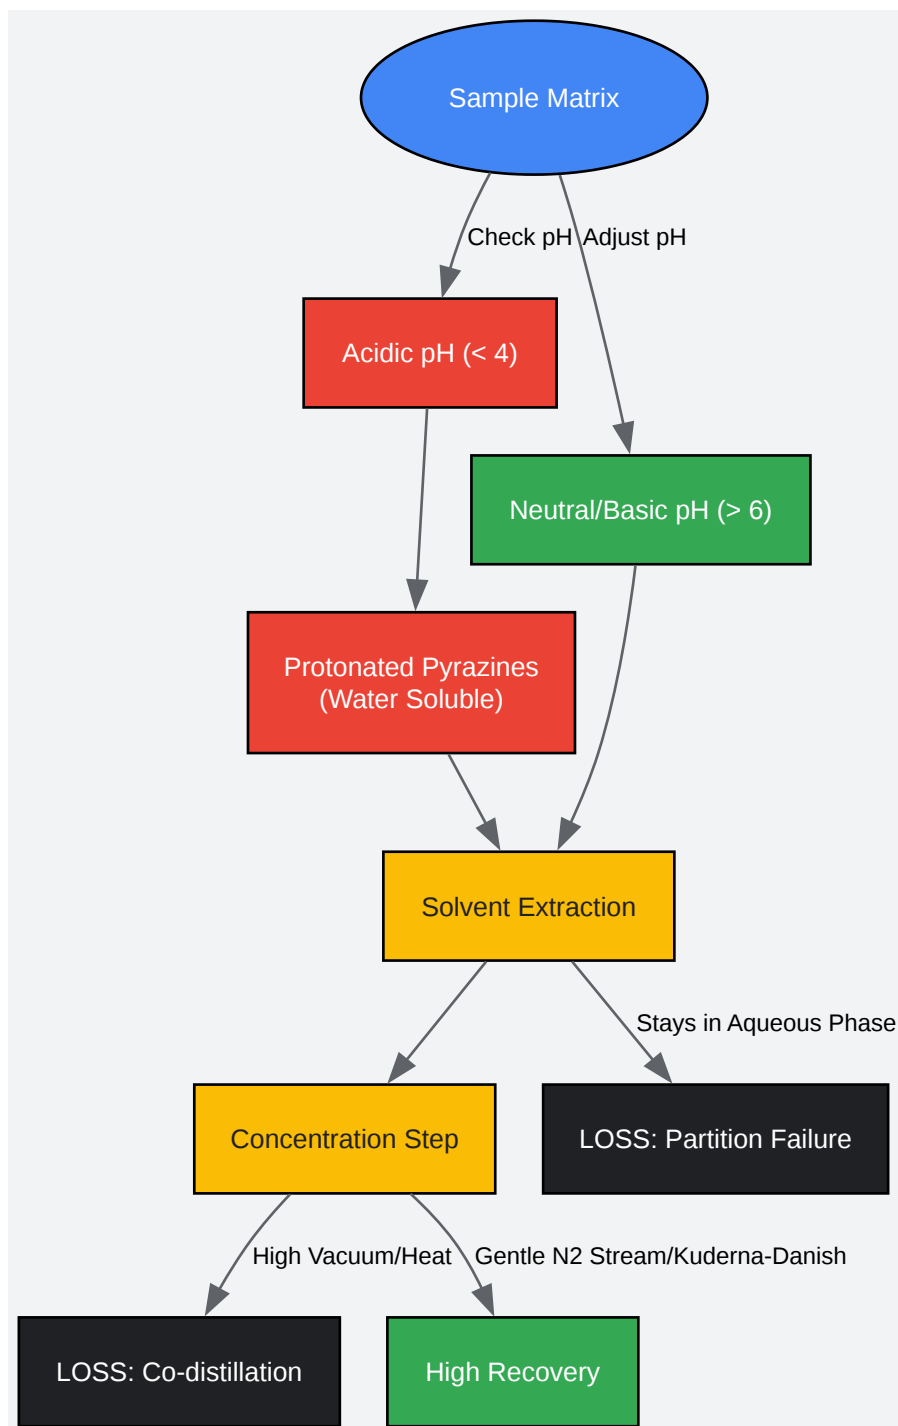 Sample Matrix
Check pH
Adjust pH
Acidic pH (< 4)
Neutral/Basic pH (> 6)
Protonated Pyrazines
(Water Soluble)
Solvent Extraction
Stays in Aqueous Phase
Concentration Step
LOSS: Partition Failure
High Vacuum/Heat
Gentle N2 Stream/Kuderna-Danish
LOSS: Co-distillation
High Recovery